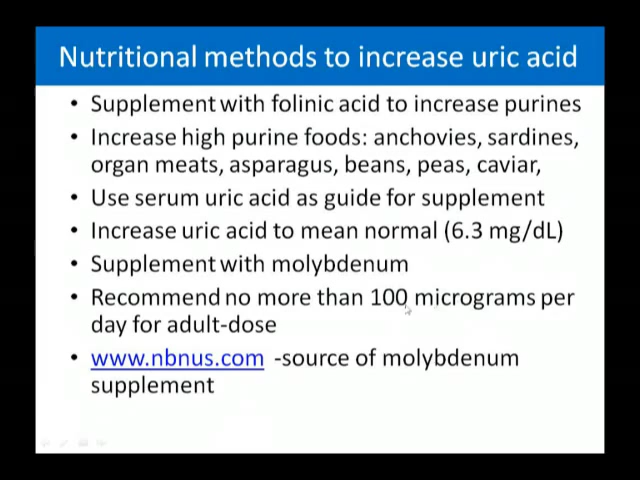 Nutritional methods to increase uric acid
• Supplement with folinic acid to increase purines
• Increase high purine foods: anchovies, sardines,
organ meats, asparagus, beans, peas, caviar,
• Use serum uric acid as guide for supplement
• Increase uric acid to mean normal (6.3 mg/dL)
• Supplement with molybdenum
• Recommend no more than 100 micrograms per
day for adult-dose
• www.nbnus.com -source of molybdenum
supplement